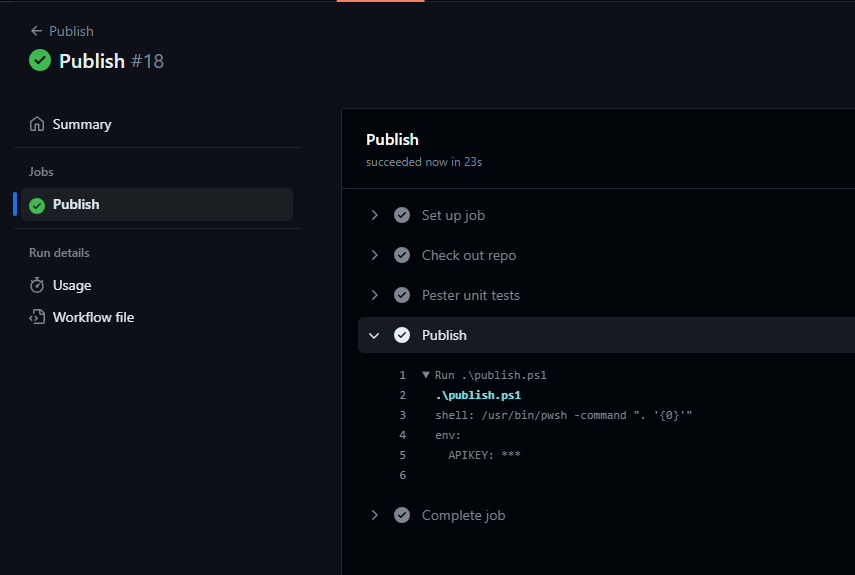 Publish
Publish #18
Summary
Jobs
Publish
Run details
Usage
Workflow file
Publish
succeeded now in 23s
Set up job
Check out repo
Pester unit tests
Publish
1 Run .\publish.ps1
2 .\publish.ps1
3 shell: /usr/bin/pwsh -command ". '{0}'"
4 env:
5 APIKEY: ***
6
Complete job